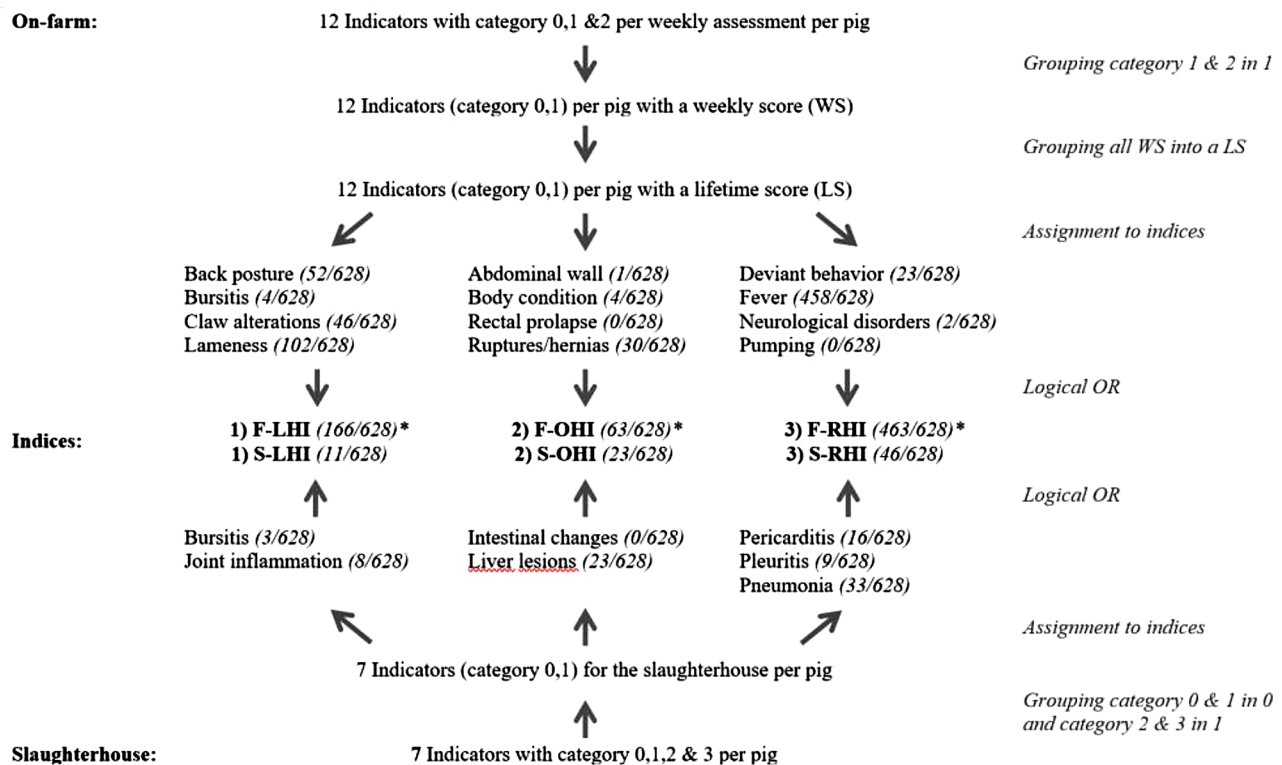 On-farm: 12 Indicators with category 0,1 &2 per weekly assessment per pig
Grouping category 1 & 2 in 1
12 Indicators (category 0,1) per pig with a weekly score (WS)
Grouping all WS into a LS
12 Indicators (category 0,1) per pig with a lifetime score (LS)
Assignment to indices
Back posture (52/628)
Bursitis (4/628)
Claw alterations (46/628)
Lameness (102/628)
Abdominal wall (1/628)
Body condition (4/628)
Rectal prolapse (0/628)
Ruptures/hernias (30/628)
Deviant behavior (23/628)
Fever (458/628)
Neurological disorders (2/628)
Pumping (0/628)
Logical OR
Indices:
1) F-LHI (166/628)*
1) S-LHI (11/628)
2) F-OHI (63/628)*
2) S-OHI (23/628)
3) F-RHI (463/628)*
3) S-RHI (46/628)
Logical OR
Bursitis (3/628)
Joint inflammation (8/628)
Intestinal changes (0/628)
Liver lesions (23/628)
Pericarditis (16/628)
Pleuritis (9/628)
Pneumonia (33/628)
Assignment to indices
7 Indicators (category 0,1) for the slaughterhouse per pig
Grouping category 0 & 1 in 0
and category 2 & 3 in 1
Slaughterhouse: 7 Indicators with category 0,1,2 & 3 per pig